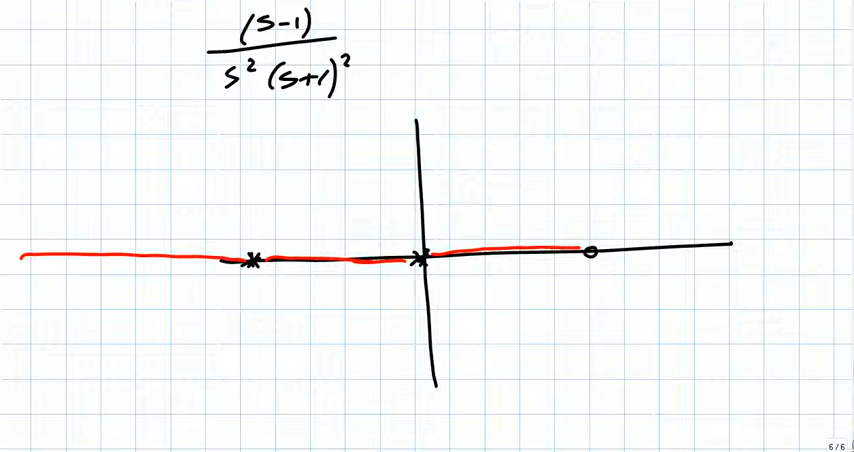 (s-1)
s² (s+1)²
6/6